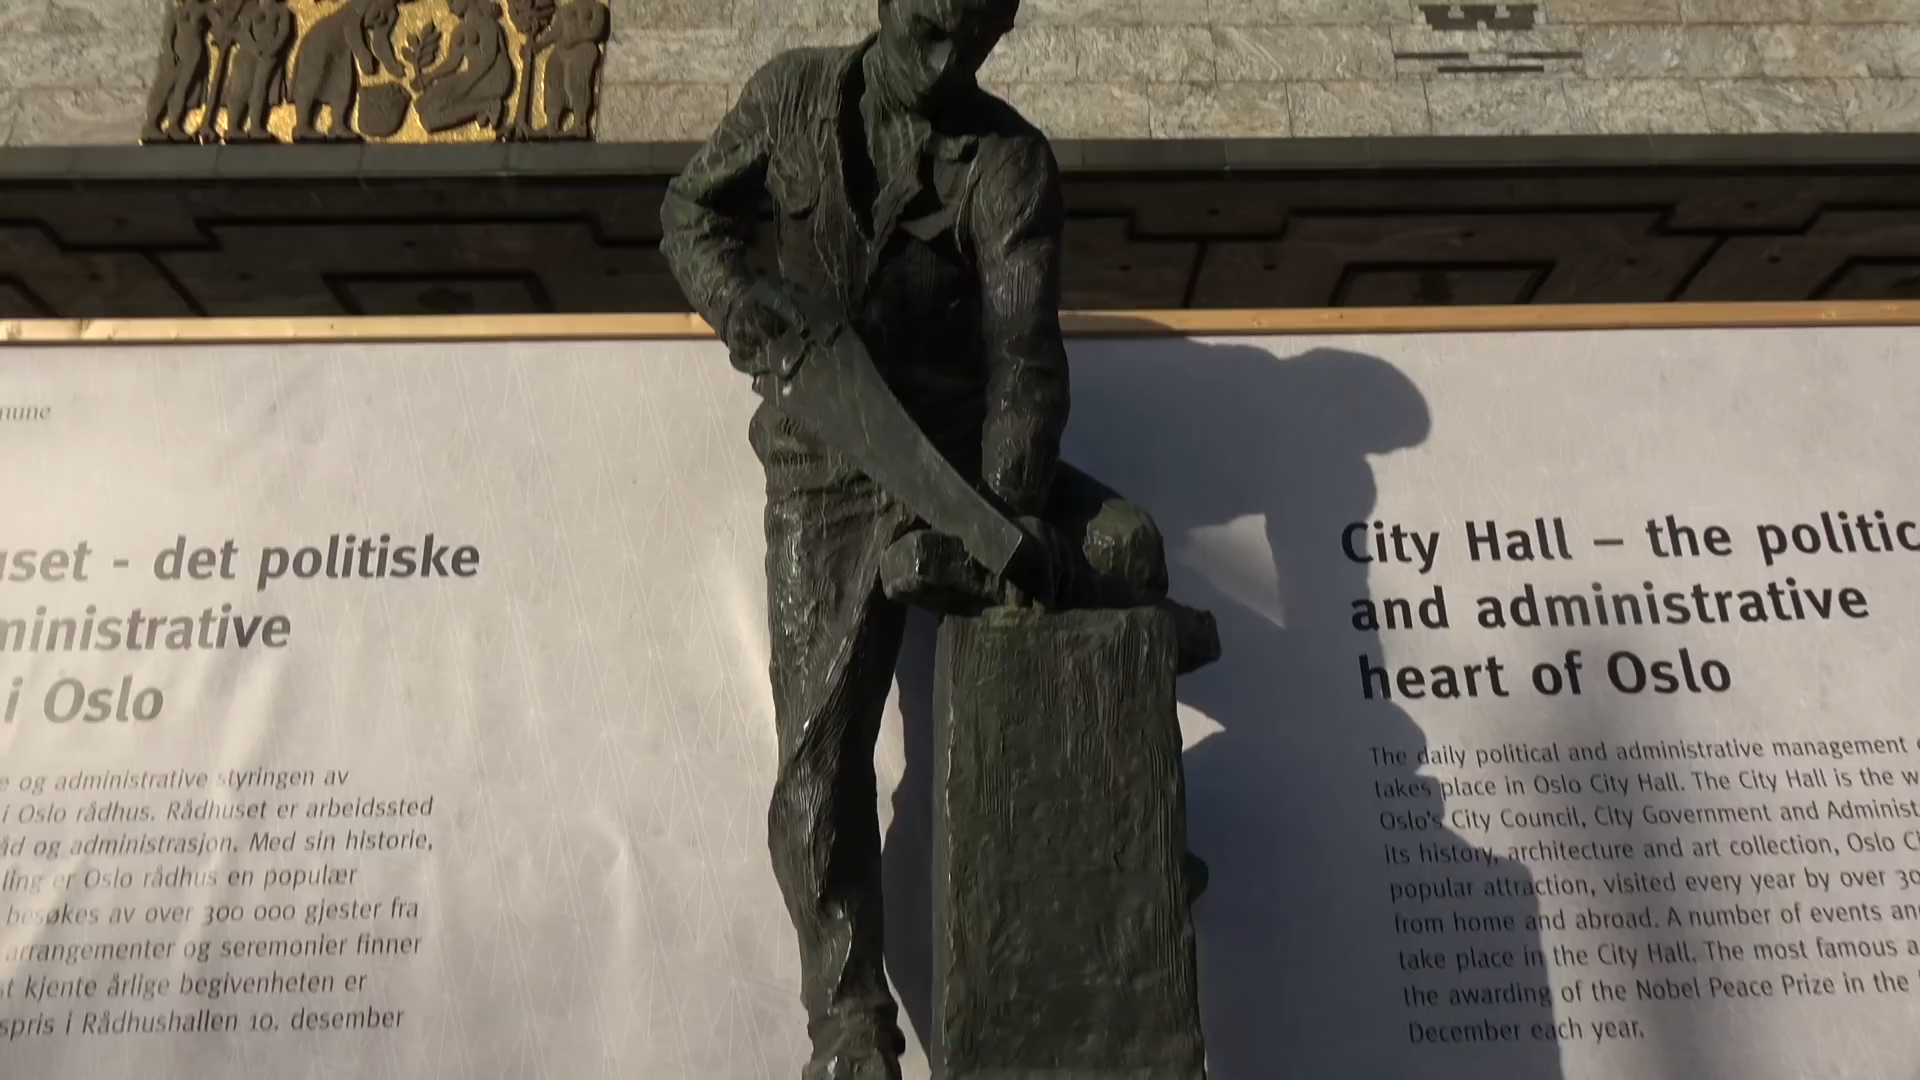 mune
uset - det politiske
ministrative
i Oslo
e og administrative styringen av
i Oslo rådhus. Rådhuset er arbeidssted
åd og administrasjon. Med sin historie,
ling er Oslo rådhus en populær
besøkes av over 300 000 gjester fra
arrangementer og seremonier finner
st kjente årlige begivenheten er
spris i Rådhushallen 10. desember
City Hall – the politic
and administrative
heart of Oslo
The daily political and administrative management
takes place in Oslo City Hall. The City Hall is the w
Oslo's City Council, City Government and Administ
its history, architecture and art collection, Oslo C
popular attraction, visited every year by over 30
from home and abroad. A number of events an
take place in the City Hall. The most famous a
the awarding of the Nobel Peace Prize in the
December each year.